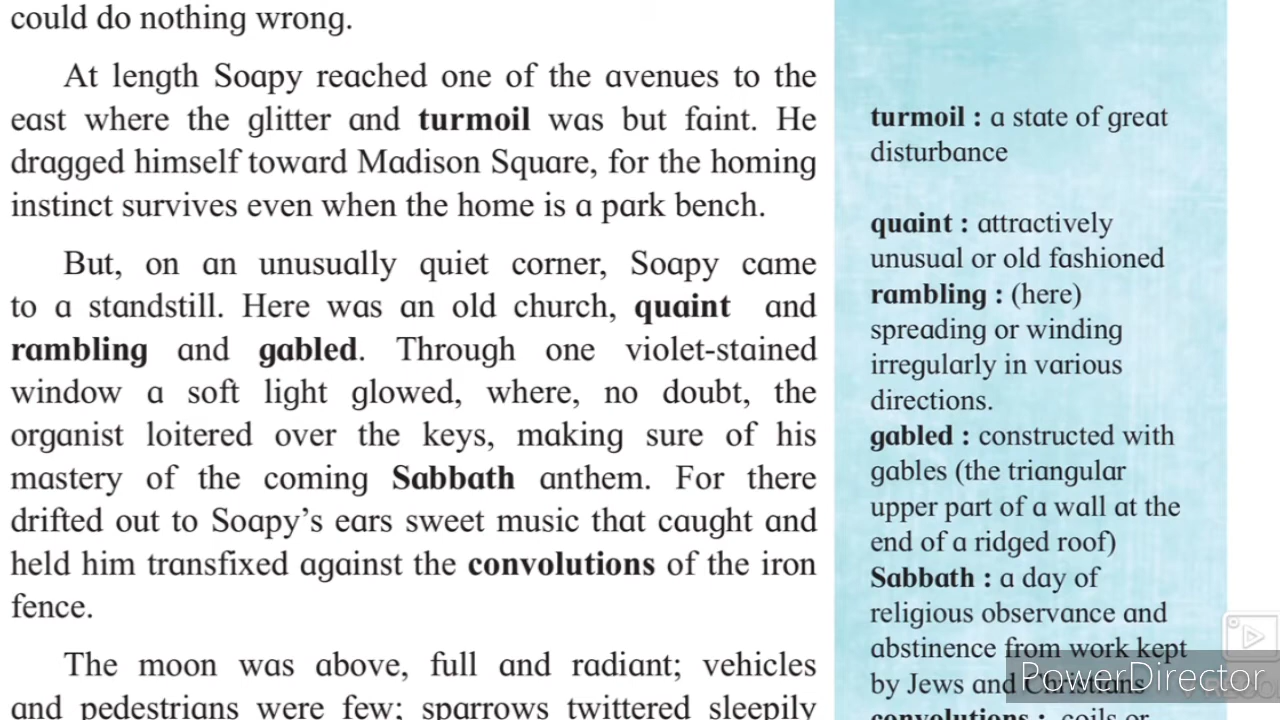 could do nothing wrong.
At length Soapy reached one of the avenues to the
east where the glitter and turmoil was but faint. He
dragged himself toward Madison Square, for the homing
instinct survives even when the home is a park bench.
But, on an unusually quiet corner, Soapy came
to a standstill. Here was an old church, quaint and
rambling and gabled. Through one violet-stained
window a soft light glowed, where, no doubt, the
organist loitered over the keys, making sure of his
mastery of the coming Sabbath anthem. For there
drifted out to Soapy's ears sweet music that caught and
held him transfixed against the convolutions of the iron
fence.
The moon was above, full and radiant; vehicles
and pedestrians were few; sparrows twittered sleepily
turmoil : a state of great
disturbance
quaint : attractively
unusual or old fashioned
rambling : (here)
spreading or winding
irregularly in various
directions.
gabled : constructed with
gables (the triangular
upper part of a wall at the
end of a ridged roof)
Sabbath : a day of
religious observance and
abstinence from work kept
by Jews and Christians
convolutions : coils or
PowerDirector